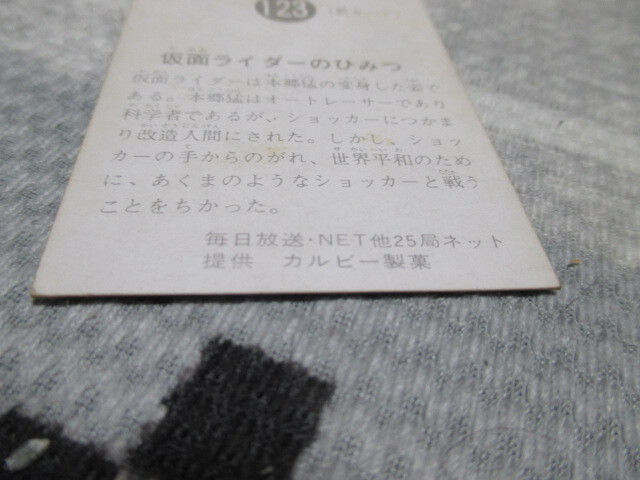 123
仮面ライダーのひみつ
仮面ライダーは本郷猛の変身した姿で
ある。本郷猛はオートレーサーであり
科学者であるが、ショッカーにつかま
り改造人間にされた。しかし、ショッ
カーの手からのがれ、世界平和のため
に、あくまのようなショッカーと戦う
ことをちかった。
毎日放送・NET他25局ネット
提供 カルビー製菓